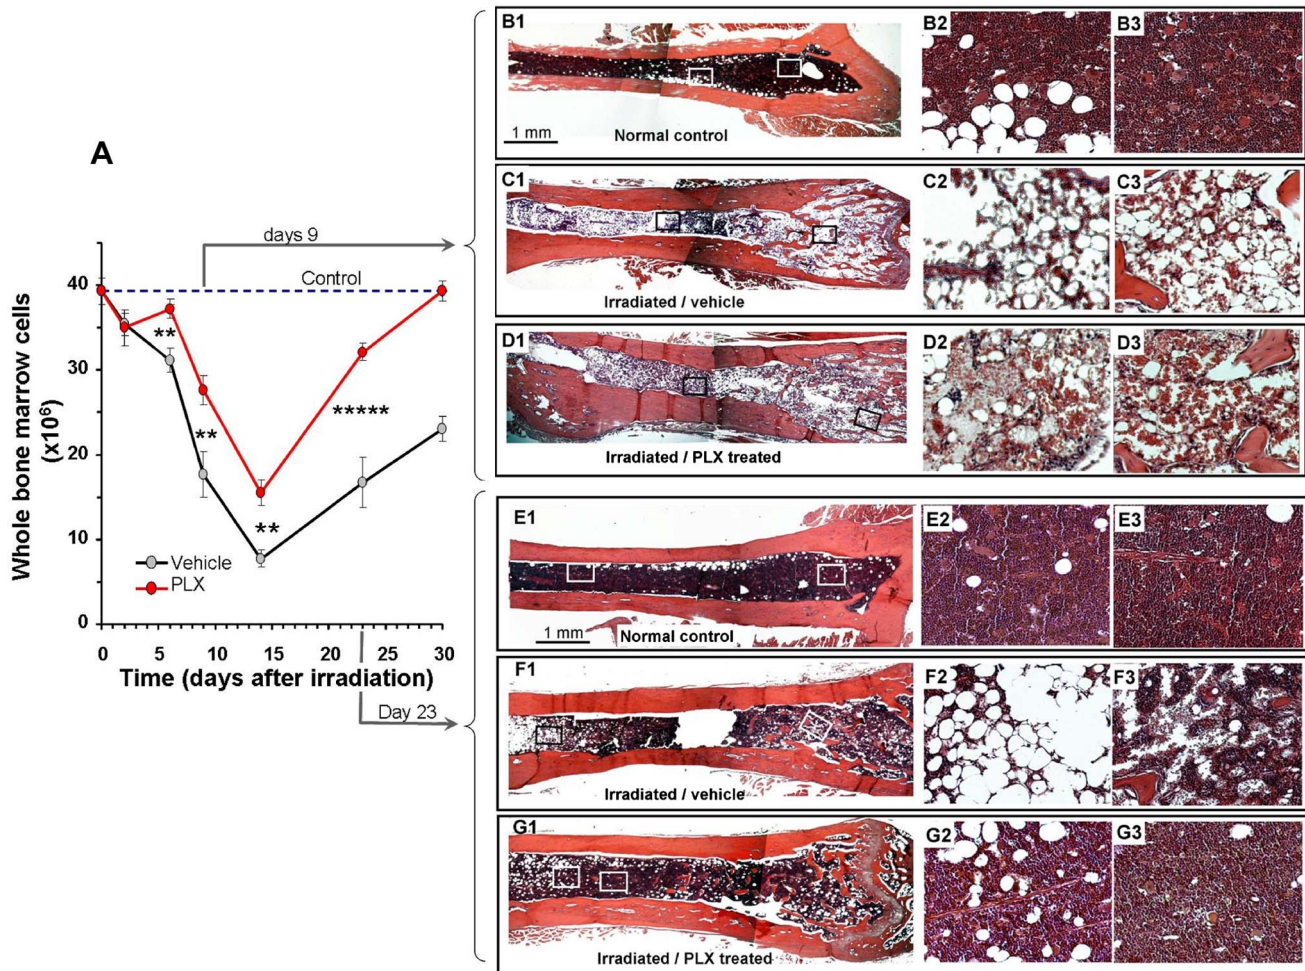 A
Whole bone marrow cells
(x10⁶)
40
30
20
10
0
0
5
10
15
20
25
30
Time (days after irradiation)
days 9
Control
**
**
**
*****
Vehicle
PLX
Day 23
B1
B2
B3
1 mm
Normal control
C1
C2
C3
Irradiated / vehicle
D1
D2
D3
Irradiated / PLX treated
E1
E2
E3
1 mm
Normal control
F1
F2
F3
Irradiated / vehicle
G1
G2
G3
Irradiated / PLX treated